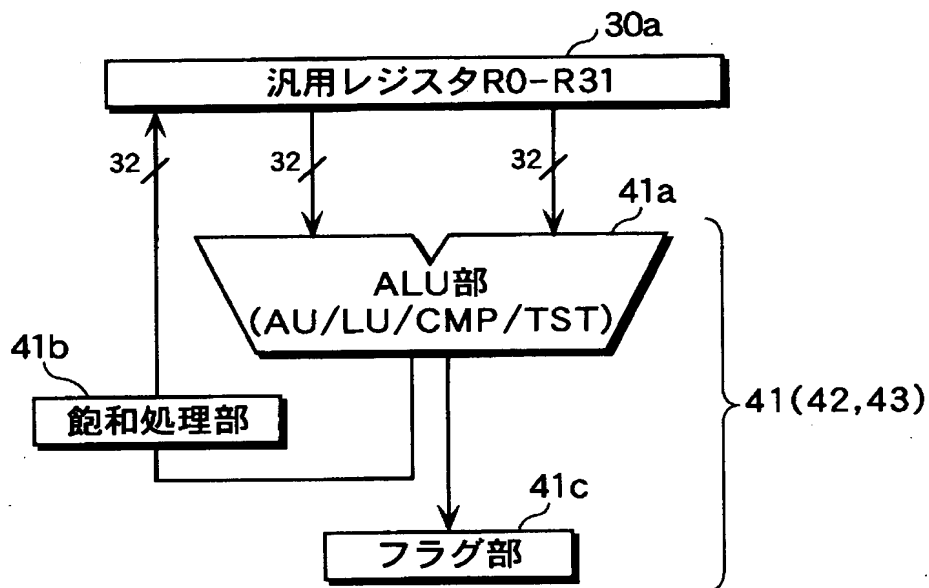 30a
汎用レジスタR0-R31
32
32
32
41a
ALU部
(AU/LU/CMP/TST)
41b
飽和処理部
41(42,43)
41c
フラグ部